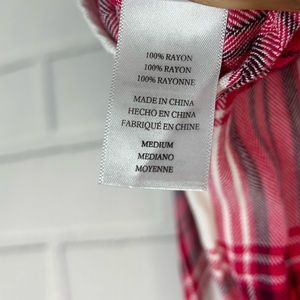 100% RAYON
100% RAYON
100% RAYONNE
MADE IN CHINA
HECHO EN CHINA
FABRIQUÉ EN CHINE
MEDIUM
MEDIANO
MOYENNE